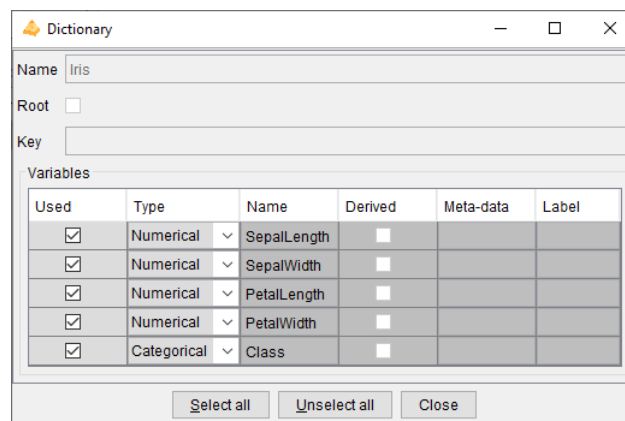 Dictionary
Name Iris
Root
Key
Variables
Used Type Name Derived Meta-data Label
Numerical SepalLength
Numerical SepalWidth
Numerical PetalLength
Numerical PetalWidth
Categorical Class
Select all Unselect all Close